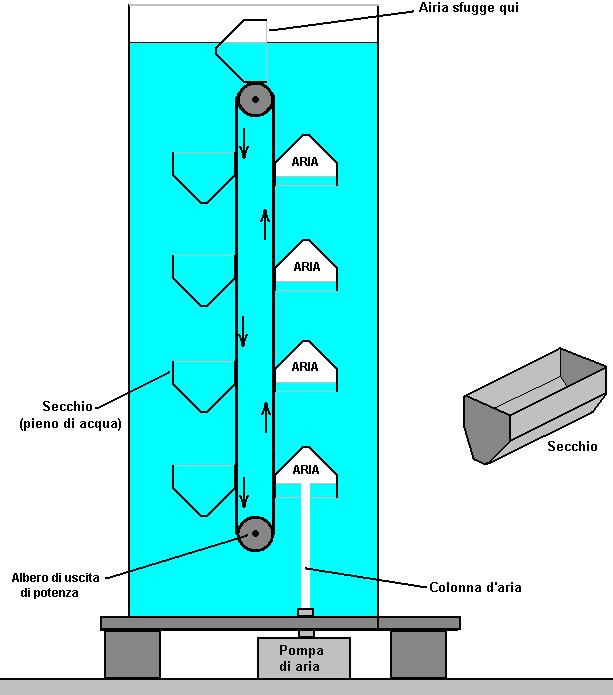 Airia sfugge qui
ARIA
ARIA
ARIA
Secchio
(pieno di acqua)
Secchio
ARIA
Albero di uscita
di potenza
Colonna d'aria
Pompa
di aria